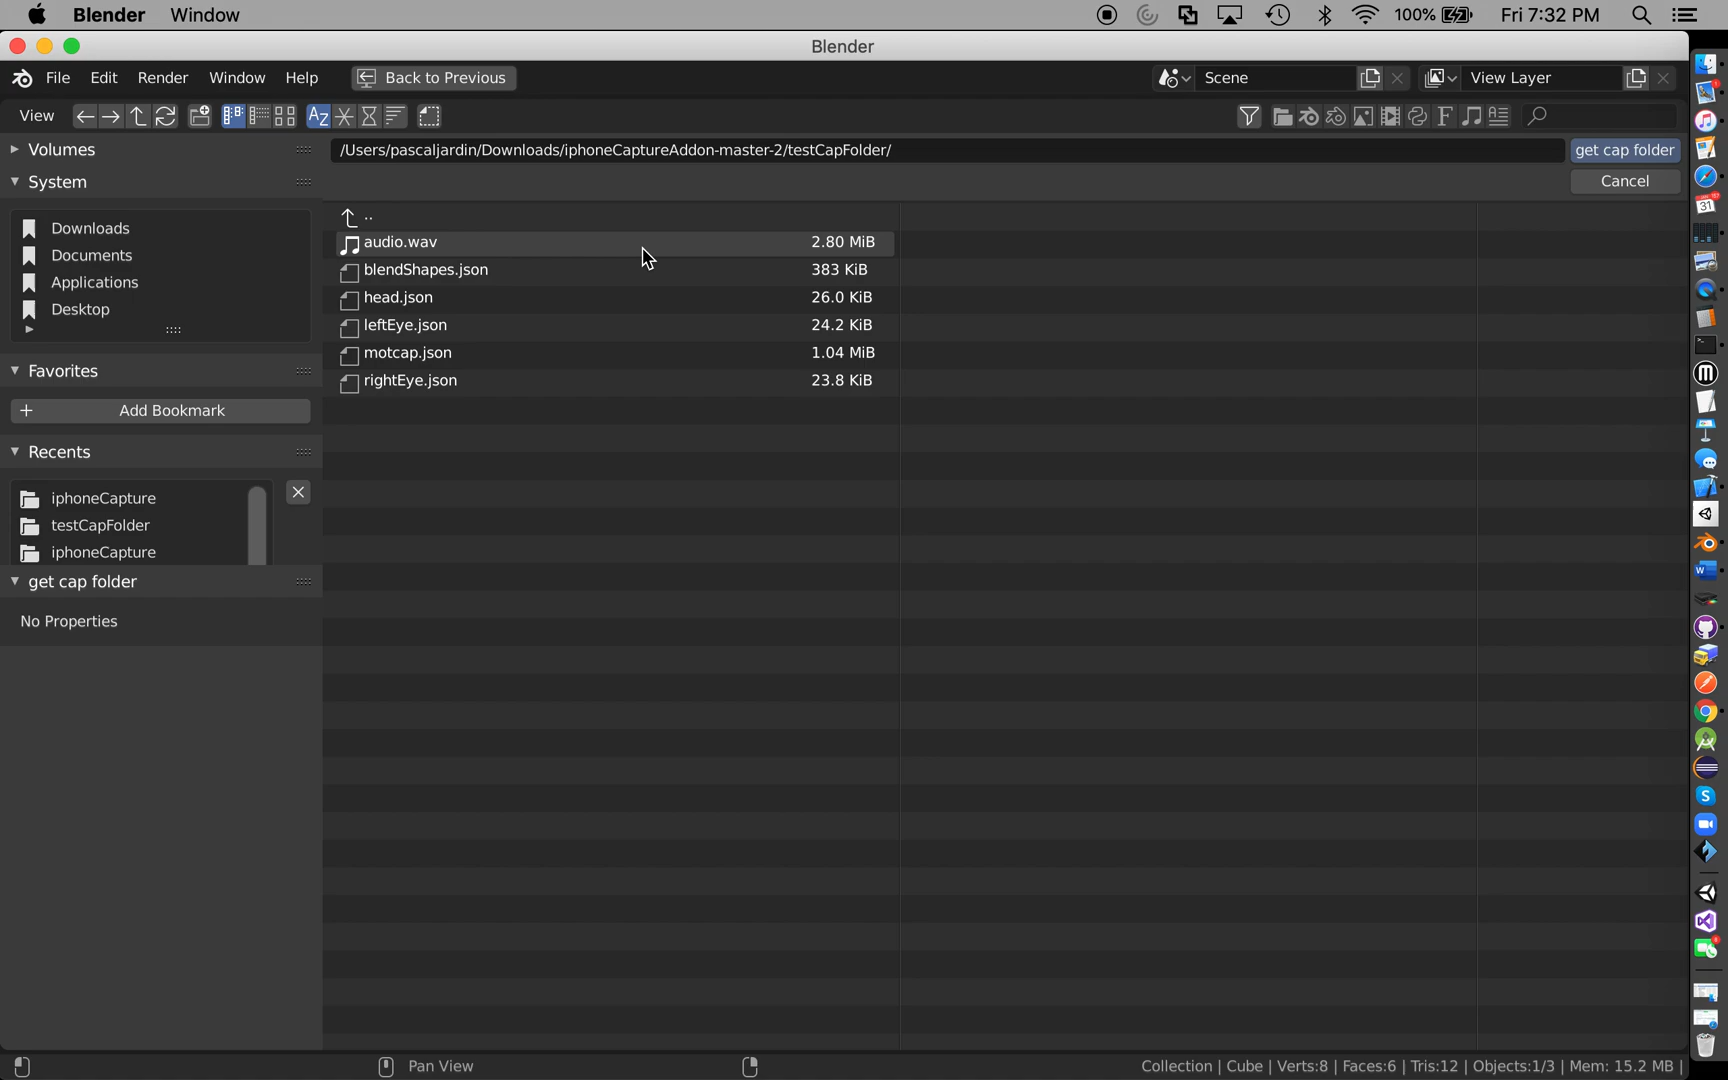 Blender Window 100% Fri 7:32 PM
Blender
File Edit Render Window Help Back to Previous Scene View Layer
View
Volumes
/Users/pascaljardin/Downloads/iphoneCaptureAddon-master-2/testCapFolder/ get cap folder
System
Cancel
Downloads
Documents
Applications
Desktop
Favorites
Add Bookmark
Recents
iphoneCapture
testCapFolder
iphoneCapture
get cap folder
No Properties
..
audio.wav 2.80 MiB
blendShapes.json 383 KiB
head.json 26.0 KiB
leftEye.json 24.2 KiB
motcap.json 1.04 MiB
rightEye.json 23.8 KiB
Pan View
Collection | Cube | Verts:8 | Faces:6 | Tris:12 | Objects:1/3 | Mem: 15.2 MB |